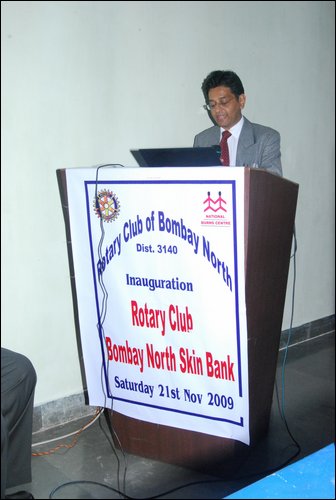 Rotary Club of Bombay North
Dist. 3140
NATIONAL
BURNS CENTRE
Inauguration
Rotary Club
Bombay North Skin Bank
Saturday 21st Nov 2009